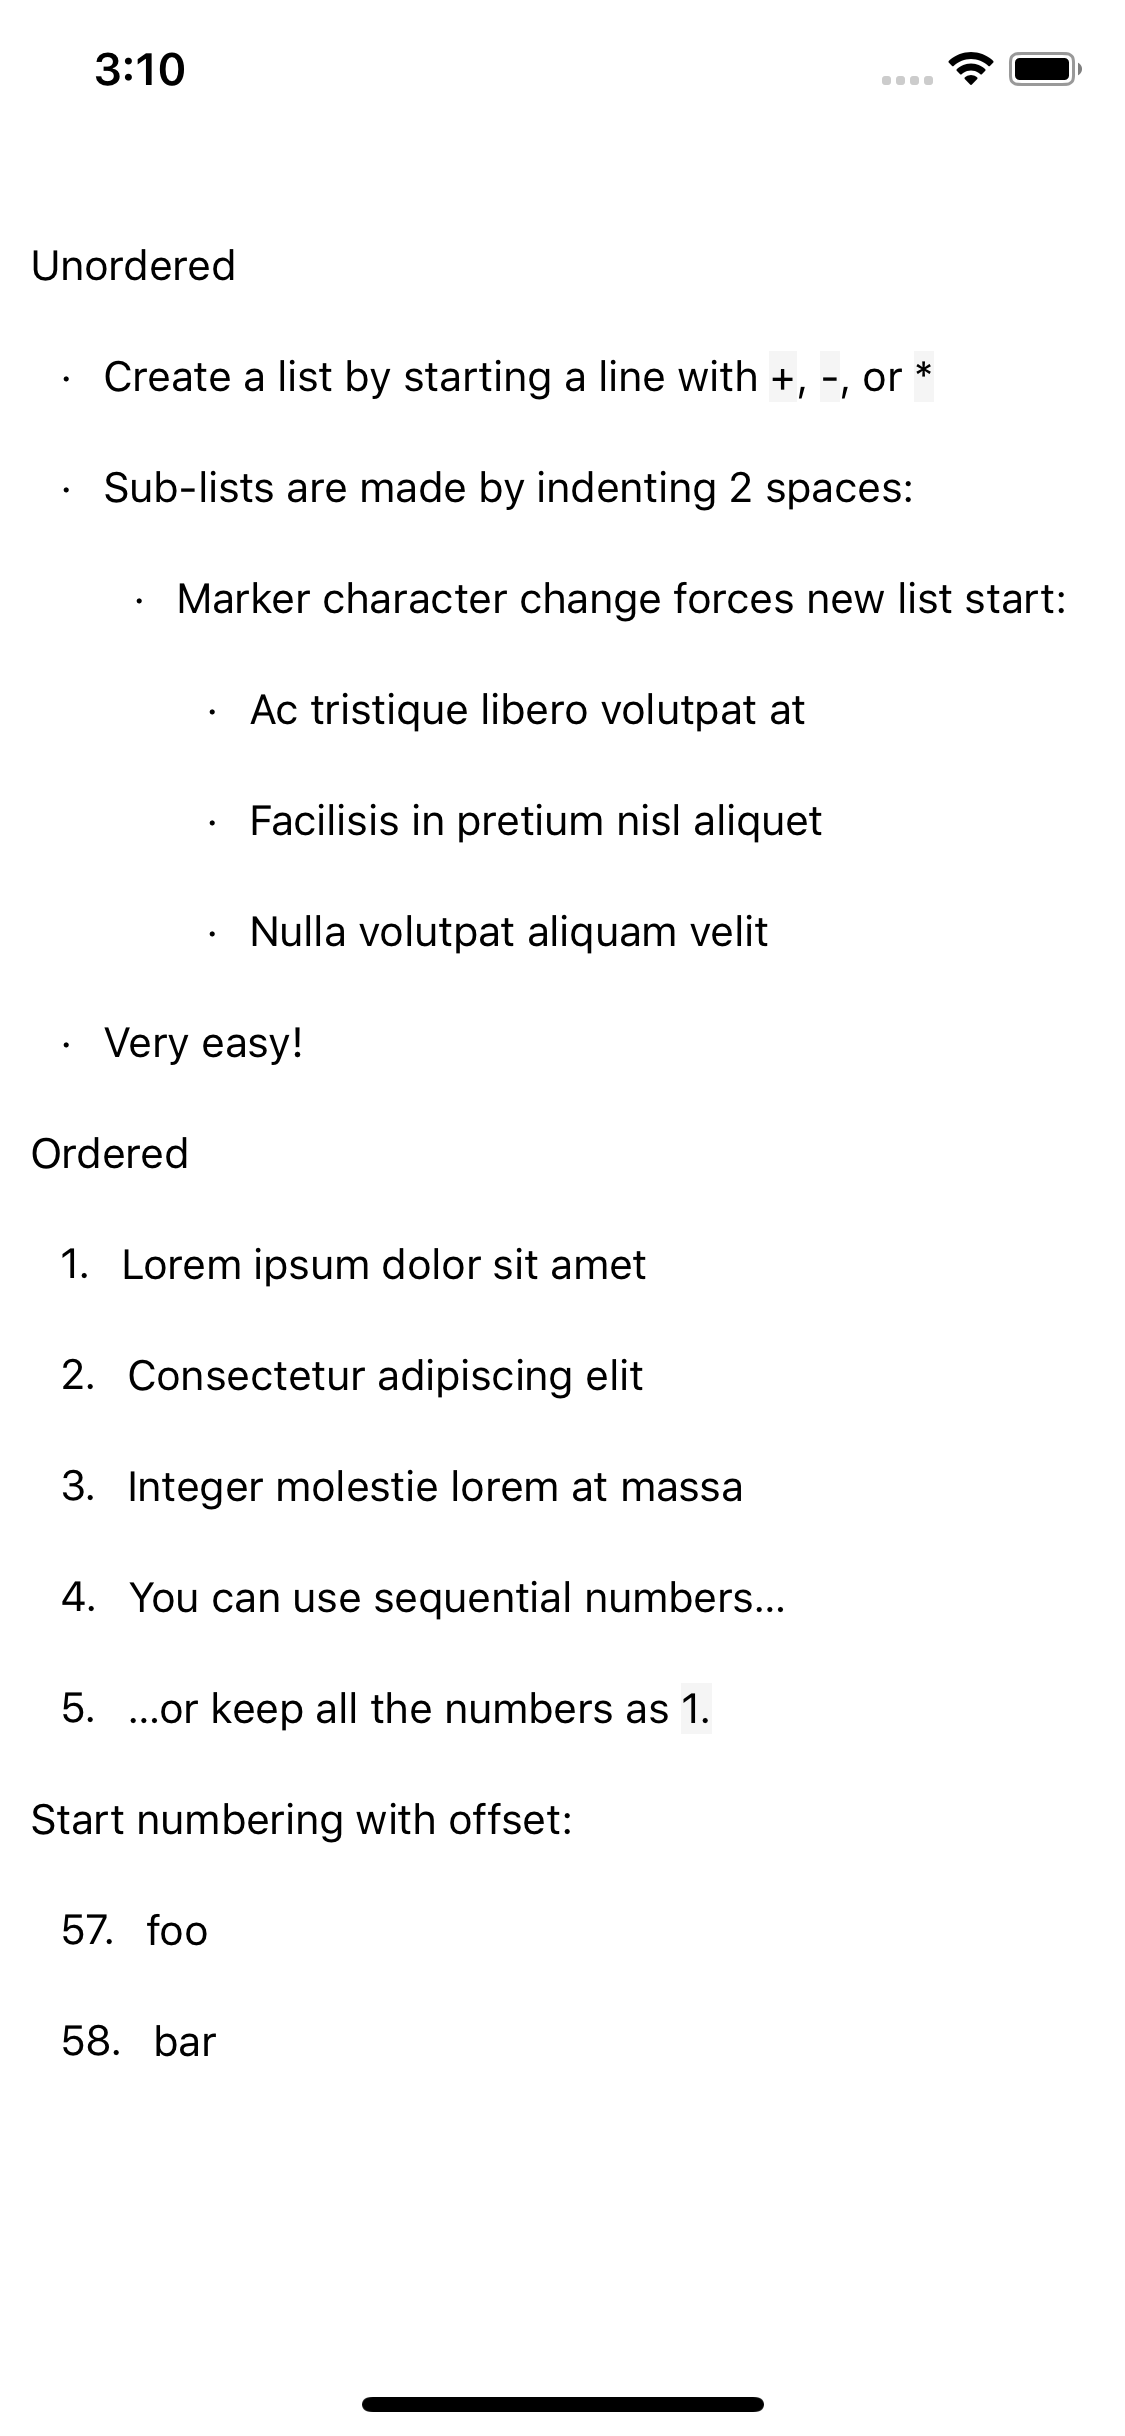 3:10
Unordered
· Create a list by starting a line with +, -, or *
· Sub-lists are made by indenting 2 spaces:
· Marker character change forces new list start:
· Ac tristique libero volutpat at
· Facilisis in pretium nisl aliquet
· Nulla volutpat aliquam velit
· Very easy!
Ordered
1. Lorem ipsum dolor sit amet
2. Consectetur adipiscing elit
3. Integer molestie lorem at massa
4. You can use sequential numbers...
5. ...or keep all the numbers as 1.
Start numbering with offset:
57. foo
58. bar